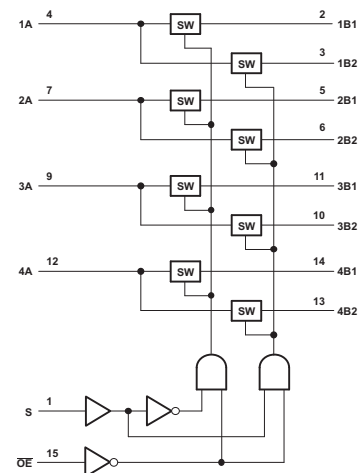 1A 4 SW 2 1B1
SW 3 1B2
2A 7 SW 5 2B1
SW 6 2B2
3A 9 SW 11 3B1
SW 10 3B2
4A 12 SW 14 4B1
SW 13 4B2
S 1
OE 15